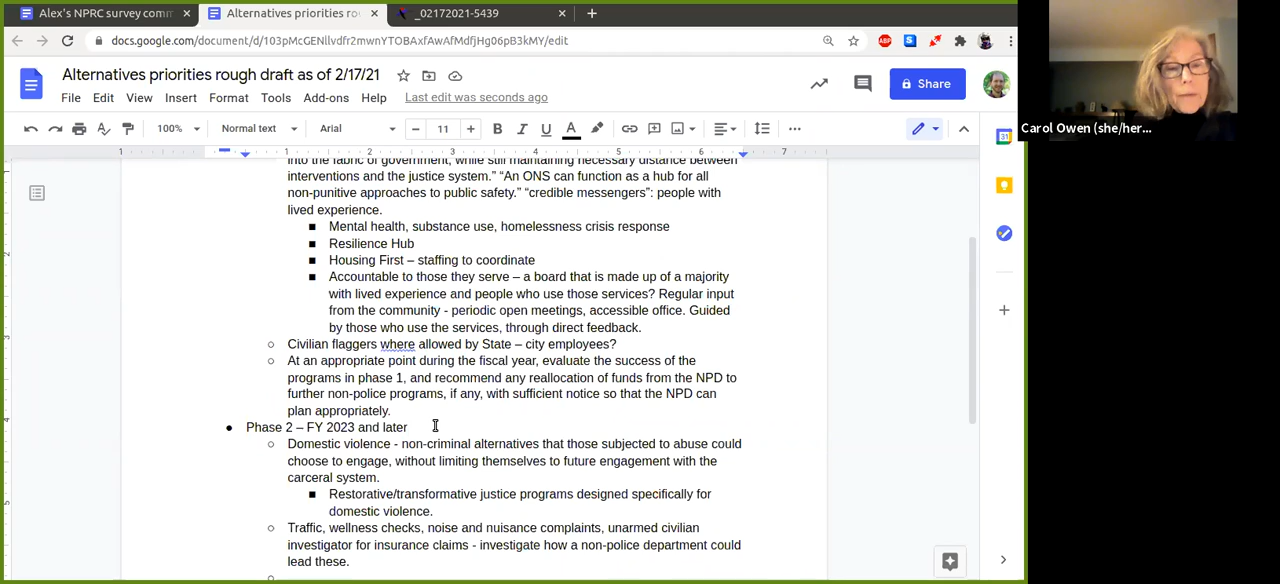 Alex's NPRC survey comm
Alternatives priorities ro
_02172021-5439
docs.google.com/document/d/103pMcGENllvdfr2mwnYTOBAxfAwAfMdfjHg06pB3kMY/edit
ABP
S
Alternatives priorities rough draft as of 2/17/21
File Edit View Insert Format Tools Add-ons Help Last edit was seconds ago
Share
Carol Owen (she/her...
100% Normal text Arial 11 B I U A
31
1 1 2 3 4 5 6 7
into the fabric of government, while still maintaining necessary distance between
interventions and the justice system.” “An ONS can function as a hub for all
non-punitive approaches to public safety.” “credible messengers”: people with
lived experience.
■ Mental health, substance use, homelessness crisis response
■ Resilience Hub
■ Housing First – staffing to coordinate
■ Accountable to those they serve – a board that is made up of a majority
with lived experience and people who use those services? Regular input
from the community - periodic open meetings, accessible office. Guided
by those who use the services, through direct feedback.
○ Civilian flaggers where allowed by State – city employees?
○ At an appropriate point during the fiscal year, evaluate the success of the
programs in phase 1, and recommend any reallocation of funds from the NPD to
further non-police programs, if any, with sufficient notice so that the NPD can
plan appropriately.
● Phase 2 – FY 2023 and later
○ Domestic violence - non-criminal alternatives that those subjected to abuse could
choose to engage, without limiting themselves to future engagement with the
carceral system.
■ Restorative/transformative justice programs designed specifically for
domestic violence.
○ Traffic, wellness checks, noise and nuisance complaints, unarmed civilian
investigator for insurance claims - investigate how a non-police department could
lead these.